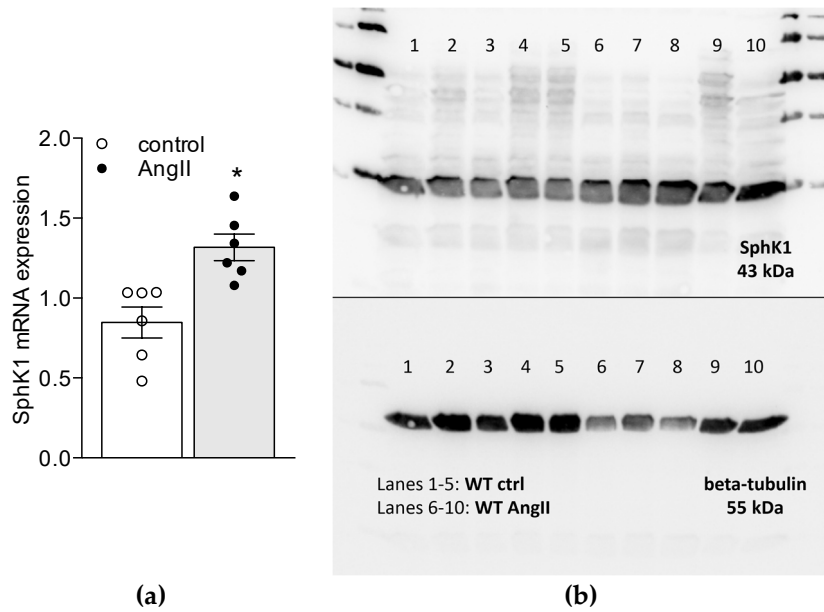 control
AngII
*
2.0
1.5
1.0
0.5
0.0
SphK1 mRNA expression
(a)
1 2 3 4 5 6 7 8 9 10
SphK1
43 kDa
1 2 3 4 5 6 7 8 9 10
Lanes 1-5: WT ctrl
Lanes 6-10: WT AngII
beta-tubulin
55 kDa
(b)